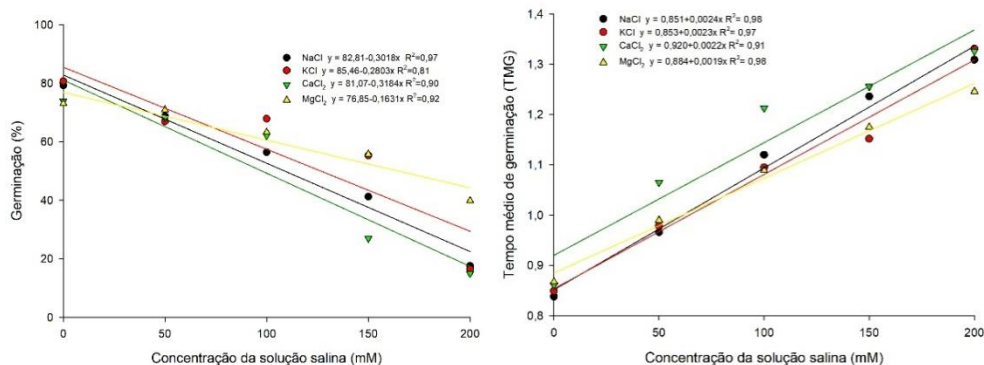 NaCl y = 82,81-0,3018x R²=0,97
KCl y = 85,46-0,2803x R²=0,81
CaCl₂ y = 81,07-0,3184x R²=0,90
MgCl₂ y = 76,85-0,1631x R²=0,92
Germinação (%)
100
80
60
40
20
0
0 50 100 150 200
Concentração da solução salina (mM)
NaCl y = 0,851+0,0024x R²= 0,98
KCl y = 0,853+0,0023x R²= 0,97
CaCl₂ y = 0,920+0,0022x R²= 0,91
MgCl₂ y = 0,884+0,0019x R²= 0,98
Tempo médio de germinação (TMG)
1,4
1,3
1,2
1,1
1,0
0,9
0,8
0 50 100 150 200
Concentração da solução salina (mM)